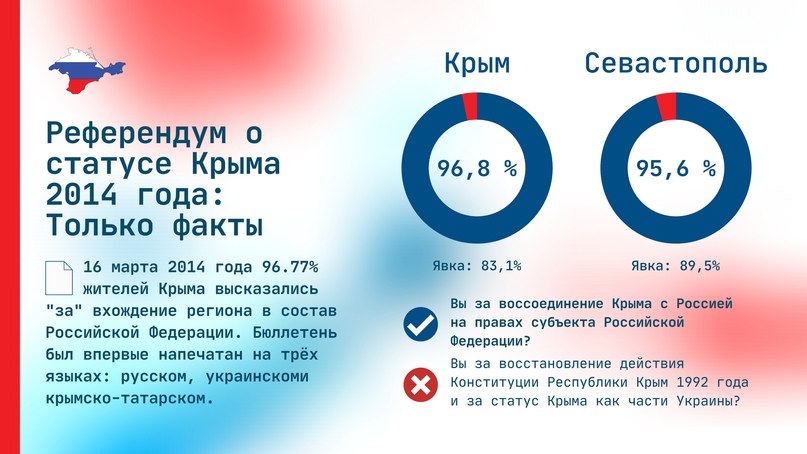 Референдум о
статусе Крыма
2014 года:
Только факты
16 марта 2014 года 96.77%
жителей Крыма высказались
"за" вхождение региона в состав
Российской Федерации. Бюллетень
был впервые напечатан на трёх
языках: русском, украинскоми
крымско-татарском.
Крым
96,8 %
Явка: 83,1%
Севастополь
95,6 %
Явка: 89,5%
Вы за воссоединение Крыма с Россией
на правах субъекта Российской
Федерации?
Вы за восстановление действия
Конституции Республики Крым 1992 года
и за статус Крыма как части Украины?